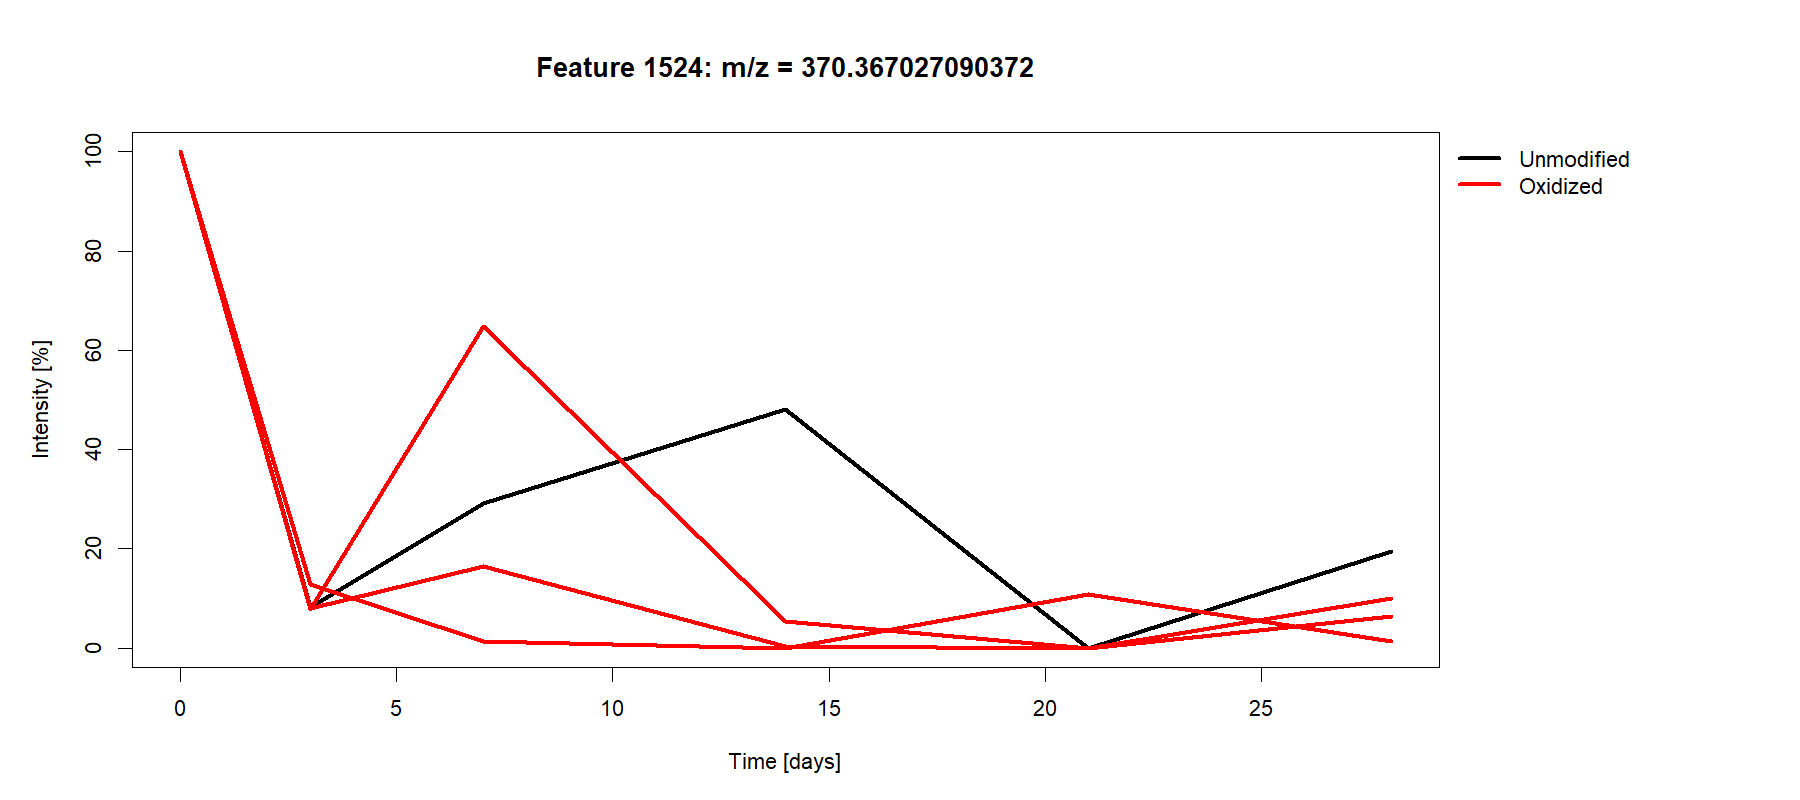 Feature 1524: m/z = 370.367027090372
Unmodified
Oxidized
Intensity [%]
100
80
60
40
20
0
0 5 10 15 20 25
Time [days]